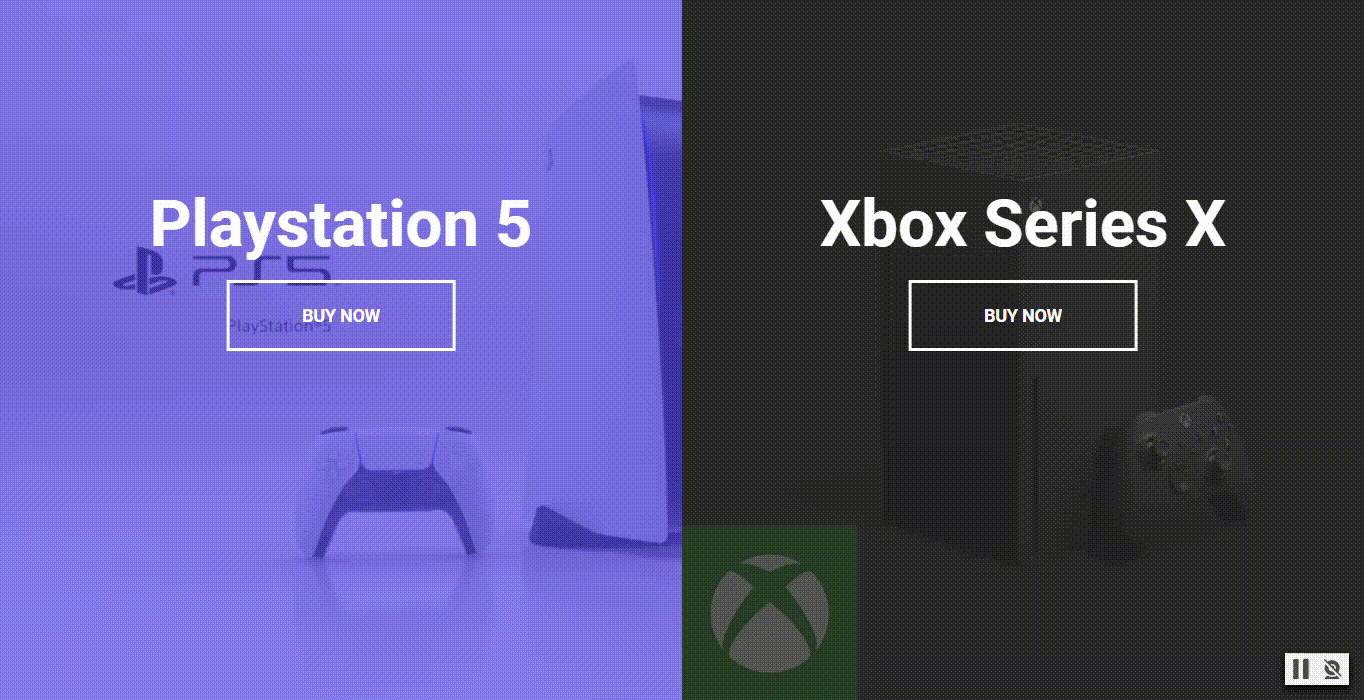 Playstation 5
PS5
BUY NOW
PlayStation®5
Xbox Series X
BUY NOW